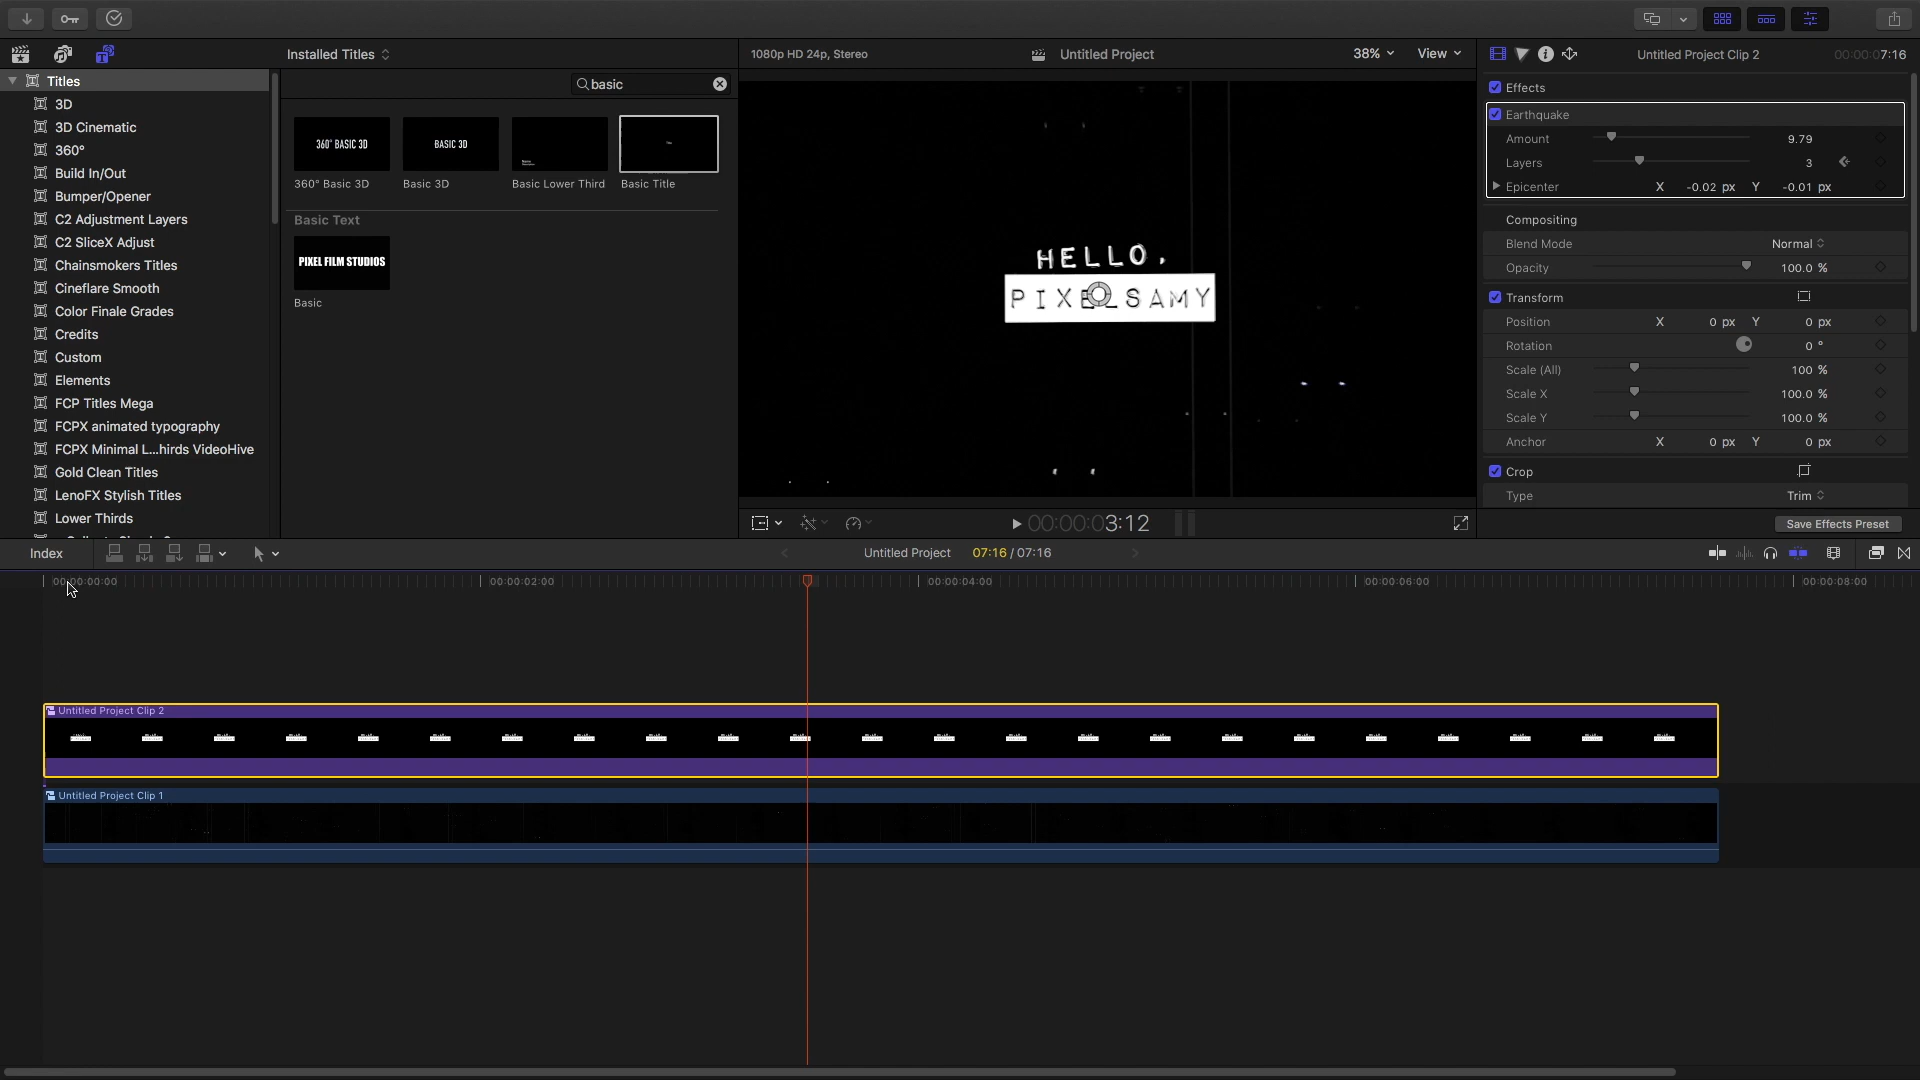 Installed Titles
1080p HD 24p, Stereo
Untitled Project
38%
View
Untitled Project Clip 2
00:00:07:16
Titles
3D
3D Cinematic
360°
Build In/Out
Bumper/Opener
C2 Adjustment Layers
C2 SliceX Adjust
Chainsmokers Titles
Cineflare Smooth
Color Finale Grades
Credits
Custom
Elements
FCP Titles Mega
FCPX animated typography
FCPX Minimal L...hirds VideoHive
Gold Clean Titles
LenoFX Stylish Titles
Lower Thirds
basic
360° BASIC 3D
BASIC 3D
360° Basic 3D
Basic 3D
Basic Lower Third
Basic Title
Basic Text
PIXEL FILM STUDIOS
Basic
HELLO,
PIXELSAMY
00:00:03:12
Effects
Earthquake
Amount 9.79
Layers 3
Epicenter X -0.02 px Y -0.01 px
Compositing
Blend Mode Normal
Opacity 100.0 %
Transform
Position X 0 px Y 0 px
Rotation 0 °
Scale (All) 100 %
Scale X 100.0 %
Scale Y 100.0 %
Anchor X 0 px Y 0 px
Crop
Type Trim
Save Effects Preset
Index
Untitled Project 07:16 / 07:16
00:00:00:00 00:00:02:00 00:00:04:00 00:00:06:00 00:00:08:00
Untitled Project Clip 2
Untitled Project Clip 1